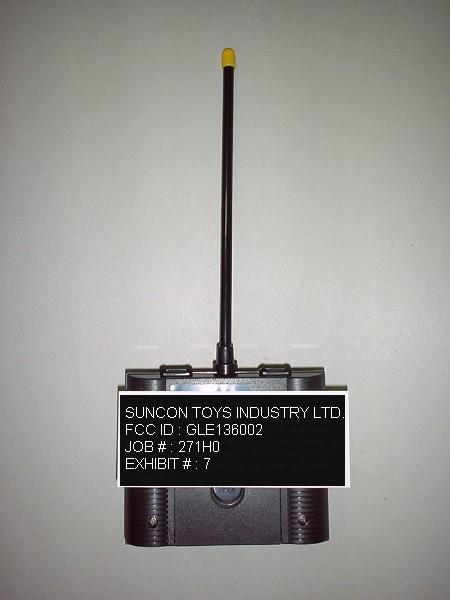 SUNCON TOYS INDUSTRY LTD.
FCC ID : GLE136002
JOB # : 271H0
EXHIBIT # : 7